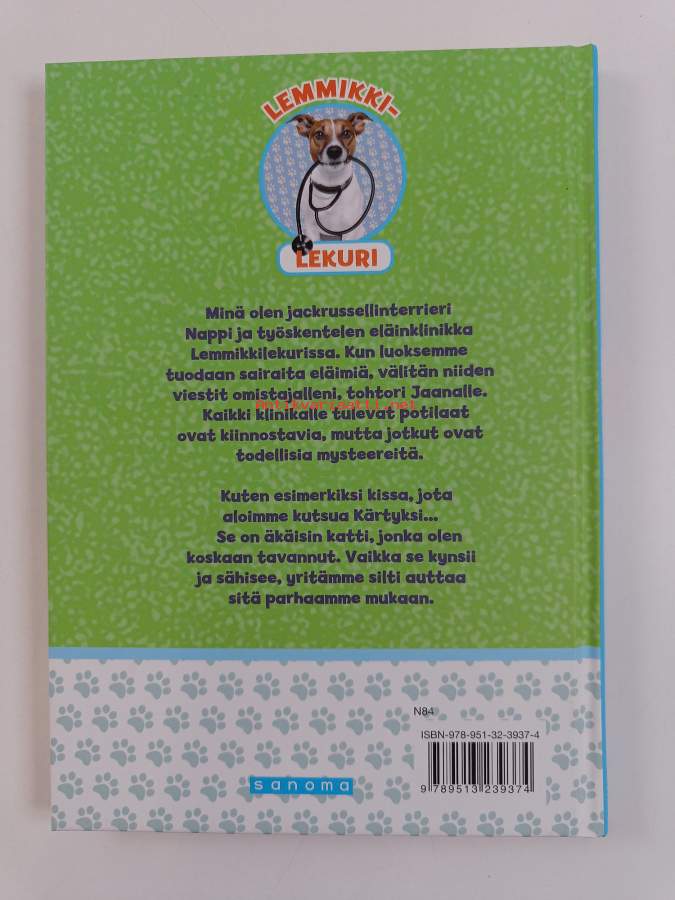 LEMMIKKI-
LEKURI
Minä olen jackrussellinterrieri
Nappi ja työskentelen eläinklinikka
Lemmikkilekurissa. Kun luoksemme
tuodaan sairaita eläimiä, välitän niiden
viestit omistajalleni, tohtori Jaanalle.
Antikvariaatti.net
Kaikki klinikalle tulevat potilaat
ovat kiinnostavia, mutta jotkut ovat
todellisia mysteereitä.
Kuten esimerkiksi kissa, jota
aloimme kutsua Kärtyksi...
Se on äkäisin katti, jonka olen
koskaan tavannut. Vaikka se kynsii
ja sähisee, yritämme silti auttaa
sitä parhaamme mukaan.
N84
ISBN-978-951-32-3937-4
sanoma
9 789513 239374